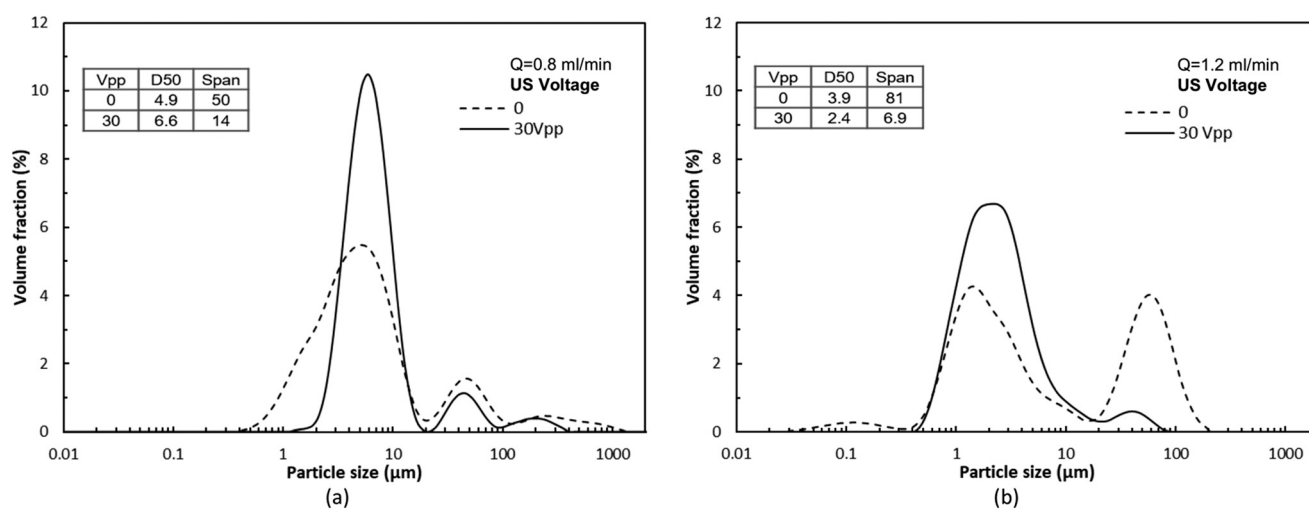 12
10
8
6
4
2
0
Volume fraction (%)
Vpp D50 Span
0 4.9 50
30 6.6 14
Q=0.8 ml/min
US Voltage
0
30Vpp
0.01 0.1 1 10 100 1000
Particle size (µm)
(a)
12
10
8
6
4
2
0
Volume fraction (%)
Vpp D50 Span
0 3.9 81
30 2.4 6.9
Q=1.2 ml/min
US Voltage
0
30 Vpp
0.01 0.1 1 10 100 1000
Particle size (µm)
(b)